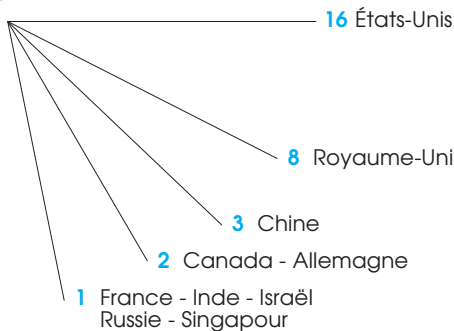 16 États-Unis
8 Royaume-Uni
3 Chine
2 Canada - Allemagne
1 France - Inde - Israël
Russie - Singapour